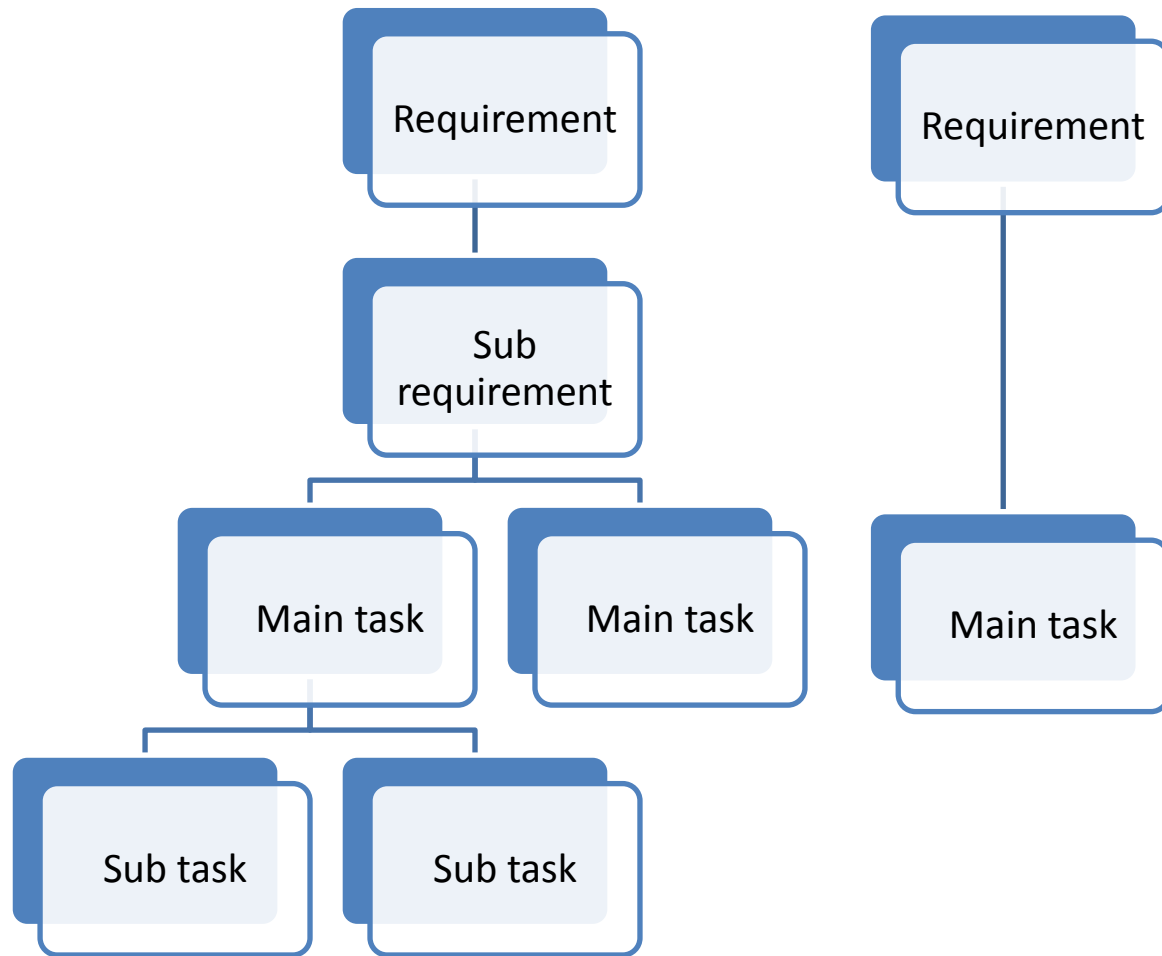 Requirement
Requirement
Sub
requirement
Main task
Main task
Main task
Sub task
Sub task